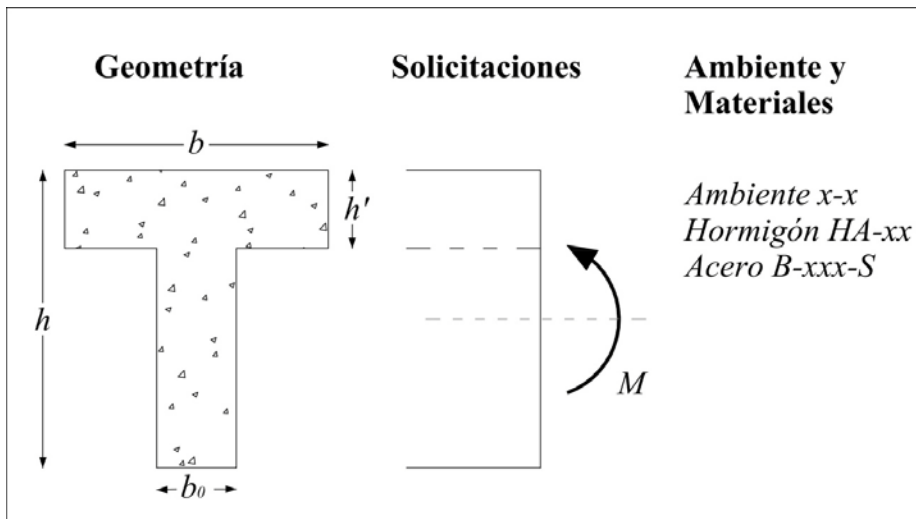 Geometría
Solicitaciones
Ambiente y
Materiales
b
h'
h
b0
M
Ambiente x-x
Hormigón HA-xx
Acero B-xxx-S